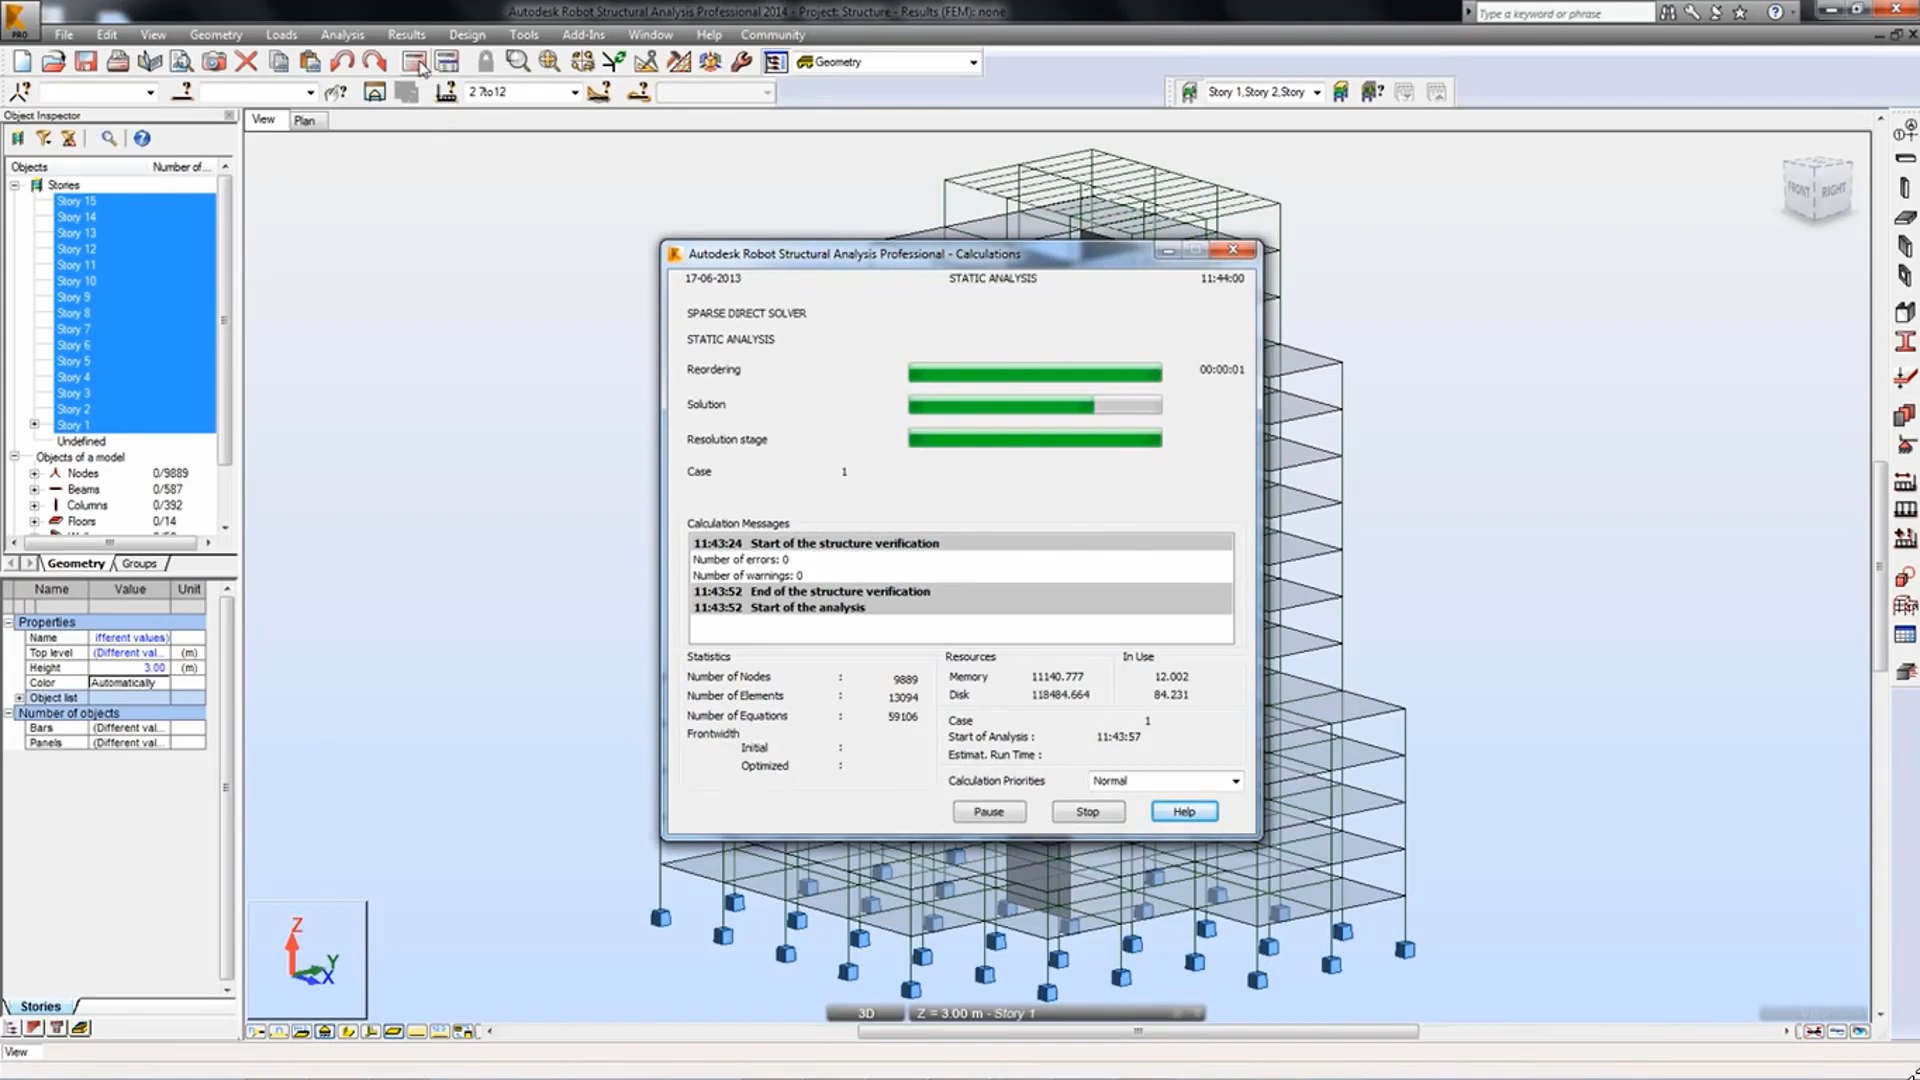 Autodesk Robot Structural Analysis Professional 2014 - Project: Structure - Results (FEM): none
Type a keyword or phrase
PRO
File Edit View Geometry Loads Analysis Results Design Tools Add-Ins Window Help Community
Geometry
2 7to12
Story 1,Story 2,Story
Object Inspector
View Plan
Objects Number of...
Stories
Story 15
Story 14
Story 13
Story 12
Story 11
Story 10
Story 9
Story 8
Story 7
Story 6
Story 5
Story 4
Story 3
Story 2
Story 1
Undefined
Objects of a model
Nodes 0/9889
Beams 0/587
Columns 0/392
Floors 0/14
Geometry Groups
Name Value Unit
Properties
Name ifferent values)
Top level (Different val... (m)
Height 3.00 (m)
Color Automatically
Object list
Number of objects
Bars (Different val...
Panels (Different val...
Stories
View
FRONT RIGHT
Autodesk Robot Structural Analysis Professional - Calculations
17-06-2013 STATIC ANALYSIS 11:44:00
SPARSE DIRECT SOLVER
STATIC ANALYSIS
Reordering 00:00:01
Solution
Resolution stage
Case 1
Calculation Messages
11:43:24 Start of the structure verification
Number of errors: 0
Number of warnings: 0
11:43:52 End of the structure verification
11:43:52 Start of the analysis
Statistics
Number of Nodes : 9889
Number of Elements : 13094
Number of Equations : 59106
Frontwidth
Initial :
Optimized :
Resources In Use
Memory 11140.777 12.002
Disk 118484.664 84.231
Case 1
Start of Analysis : 11:43:57
Estimat. Run Time :
Calculation Priorities Normal
Pause Stop Help
Z
Y
X
3D Z = 3.00 m - Story 1